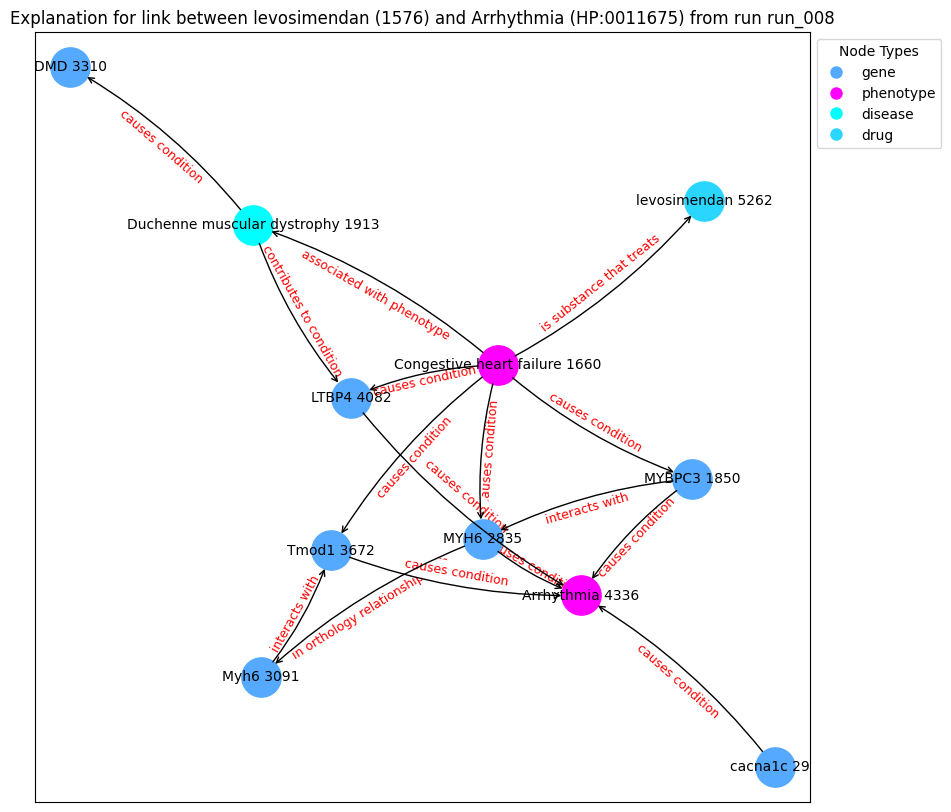 Explanation for link between levosimendan (1576) and Arrhythmia (HP:0011675) from run run_008
Node Types
gene
phenotype
disease
drug
DMD 3310
causes condition
levosimendan 5262
Duchenne muscular dystrophy 1913
associated with phenotype
is substance that treats
contributes to condition
Congestive heart failure 1660
causes condition
LTBP4 4082
causes condition
causes condition
auses condition
causes condition
MYBPC3 1850
interacts with
causes condition
MYH6 2835
Tmod1 3672
causes condition
uses condition
Arrhythmia 4336
interacts with
in orthology relationship
Myh6 3091
causes condition
cacna1c 29